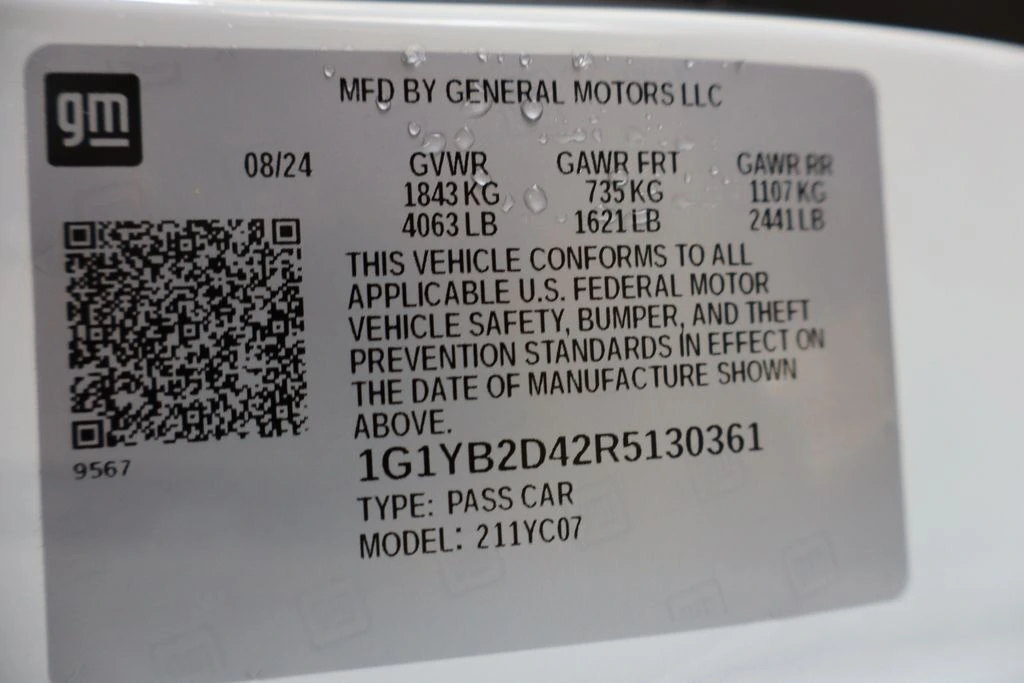 gm
MFD BY GENERAL MOTORS LLC
08/24 GVWR GAWR FRT GAWR RR
1843 KG 735 KG 1107 KG
4063 LB 1621 LB 2441 LB
THIS VEHICLE CONFORMS TO ALL
APPLICABLE U.S. FEDERAL MOTOR
VEHICLE SAFETY, BUMPER, AND THEFT
PREVENTION STANDARDS IN EFFECT ON
THE DATE OF MANUFACTURE SHOWN
ABOVE.
9567
1G1YB2D42R5130361
TYPE: PASS CAR
MODEL: 211YC07